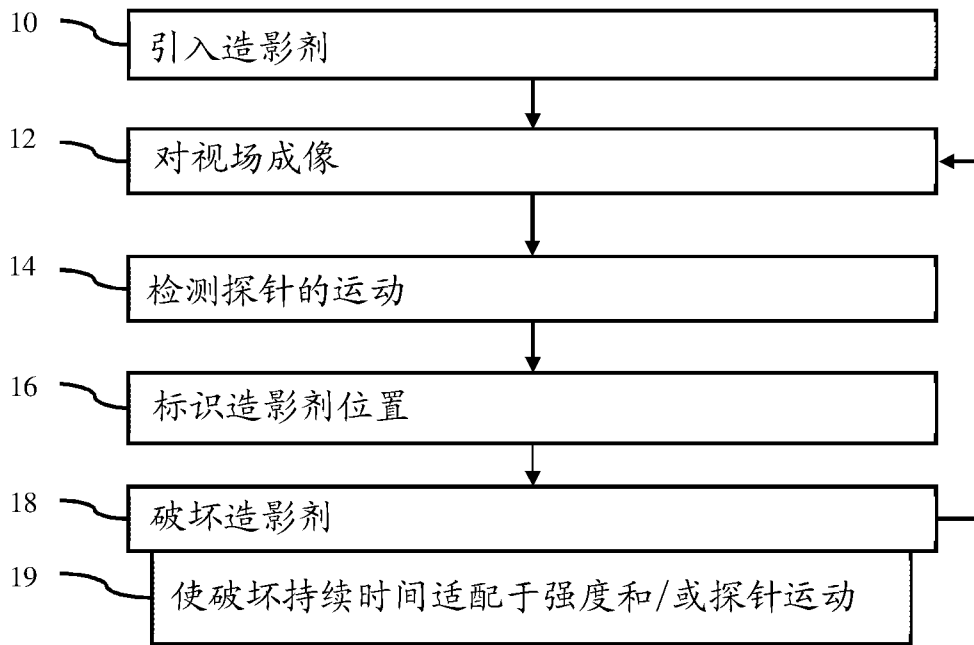 10
引入造影剂
12
对视场成像
14
检测探针的运动
16
标识造影剂位置
18
破坏造影剂
19
使破坏持续时间适配于强度和/或探针运动